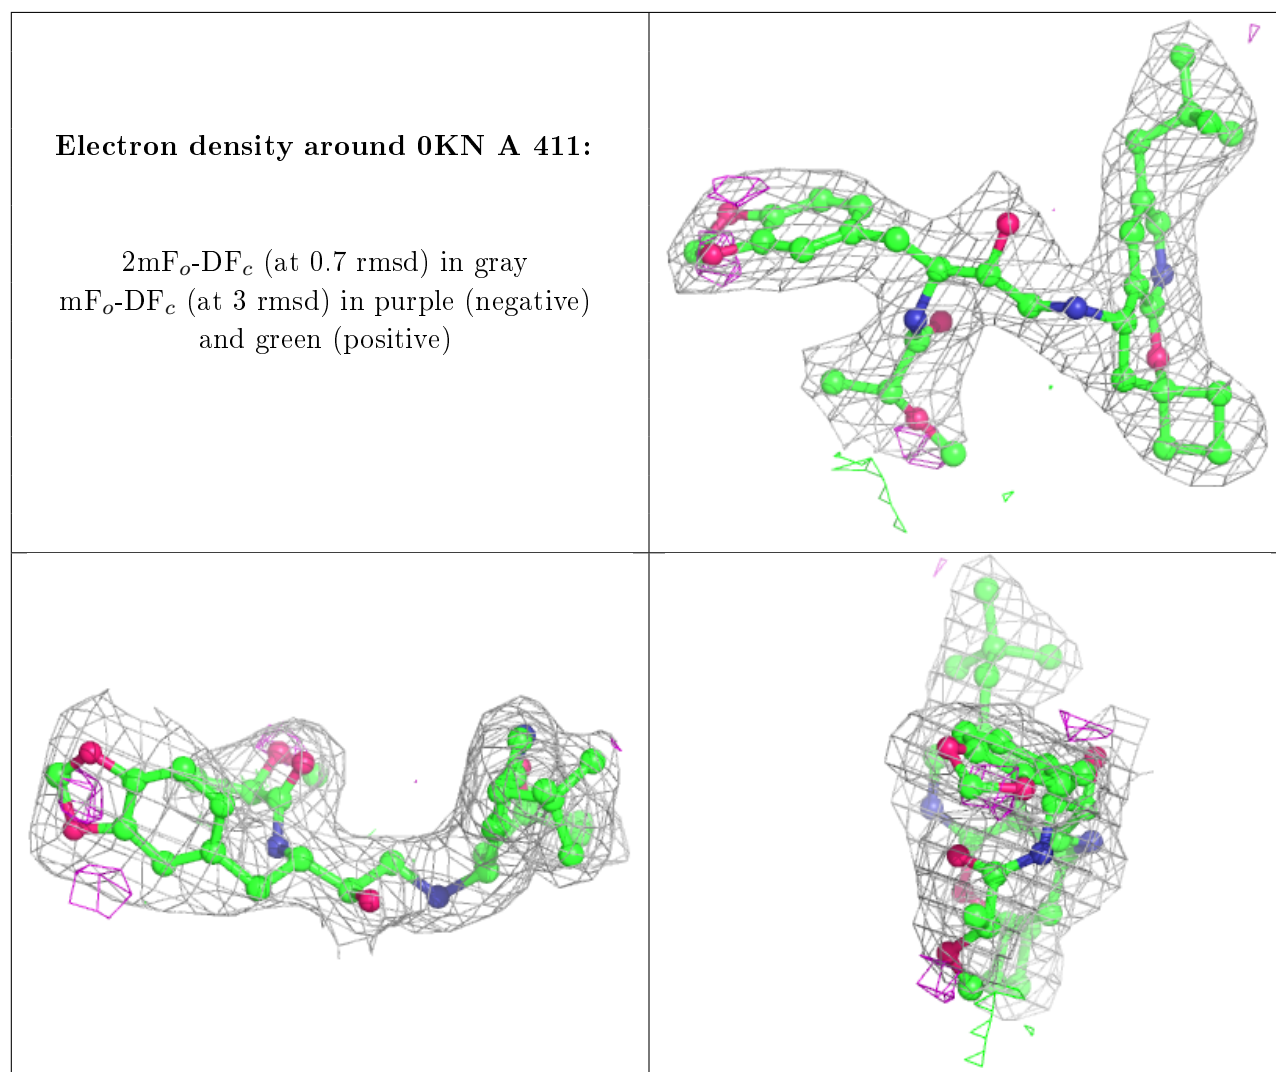 Electron density around 0KN A 411:
2mFₒ-DF𝒸 (at 0.7 rmsd) in gray
mFₒ-DF𝒸 (at 3 rmsd) in purple (negative)
and green (positive)